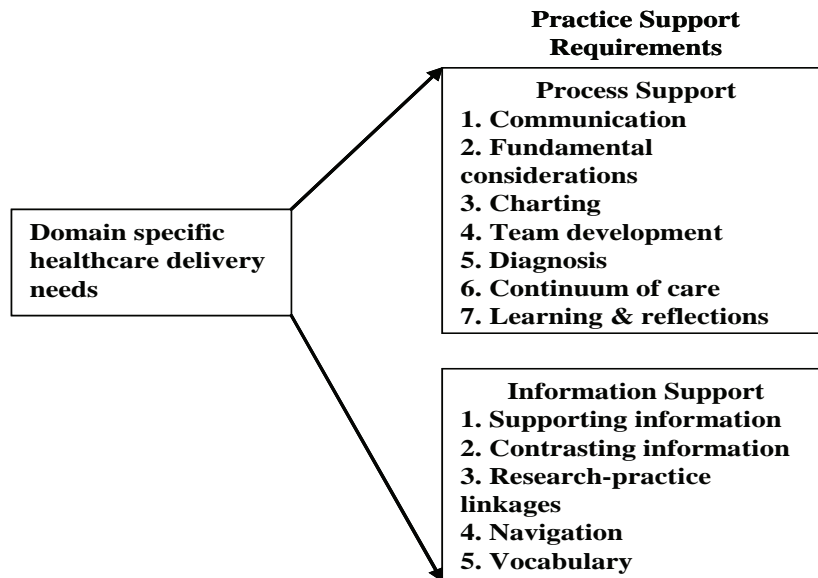 Practice Support
Requirements
Process Support
1. Communication
2. Fundamental
considerations
3. Charting
4. Team development
5. Diagnosis
6. Continuum of care
7. Learning & reflections
Domain specific
healthcare delivery
needs
Information Support
1. Supporting information
2. Contrasting information
3. Research-practice
linkages
4. Navigation
5. Vocabulary